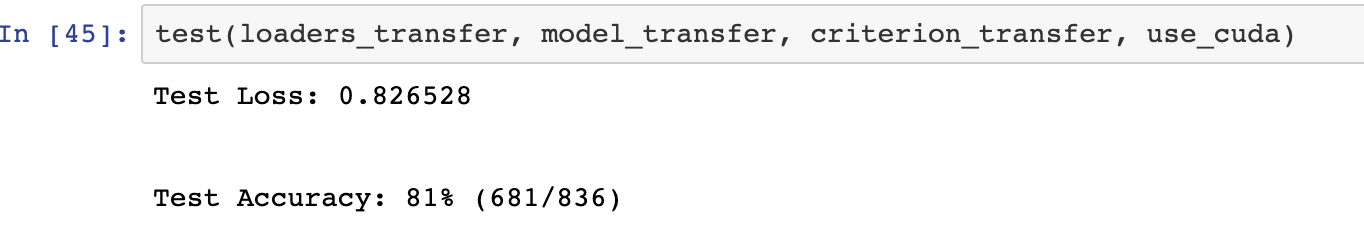 In [45]: test(loaders_transfer, model_transfer, criterion_transfer, use_cuda)
Test Loss: 0.826528
Test Accuracy: 81% (681/836)